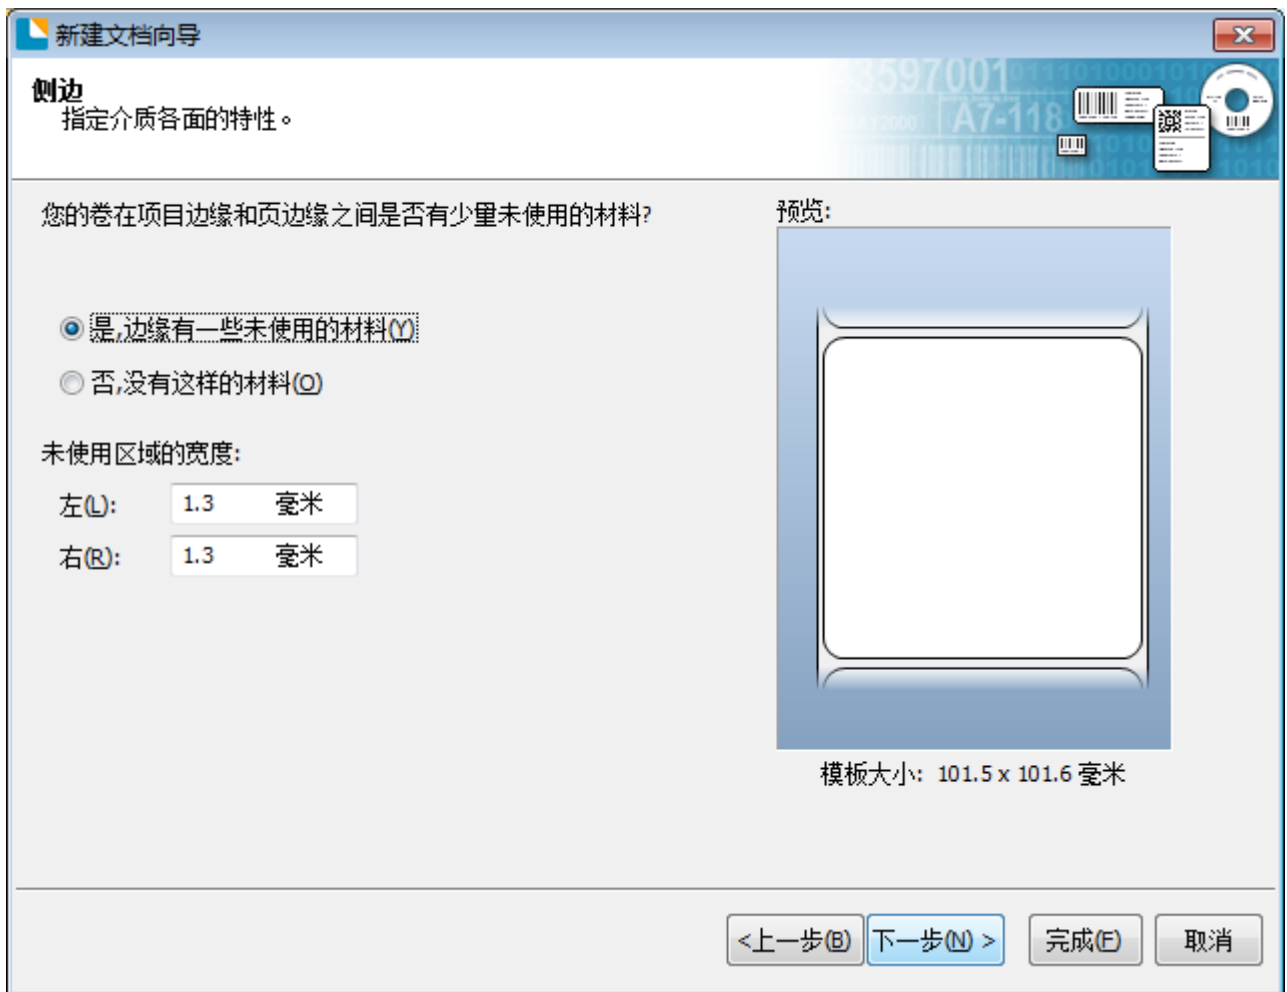 新建文档向导
侧边
指定介质各面的特性。
43597001
A7-118
您的卷在项目边缘和页边缘之间是否有少量未使用的材料?
预览:
是,边缘有一些未使用的材料(Y)
否,没有这样的材料(O)
未使用区域的宽度:
左(L): 1.3 毫米
右(R): 1.3 毫米
模板大小: 101.5 x 101.6 毫米
<上一步(B) 下一步(N) > 完成(F) 取消